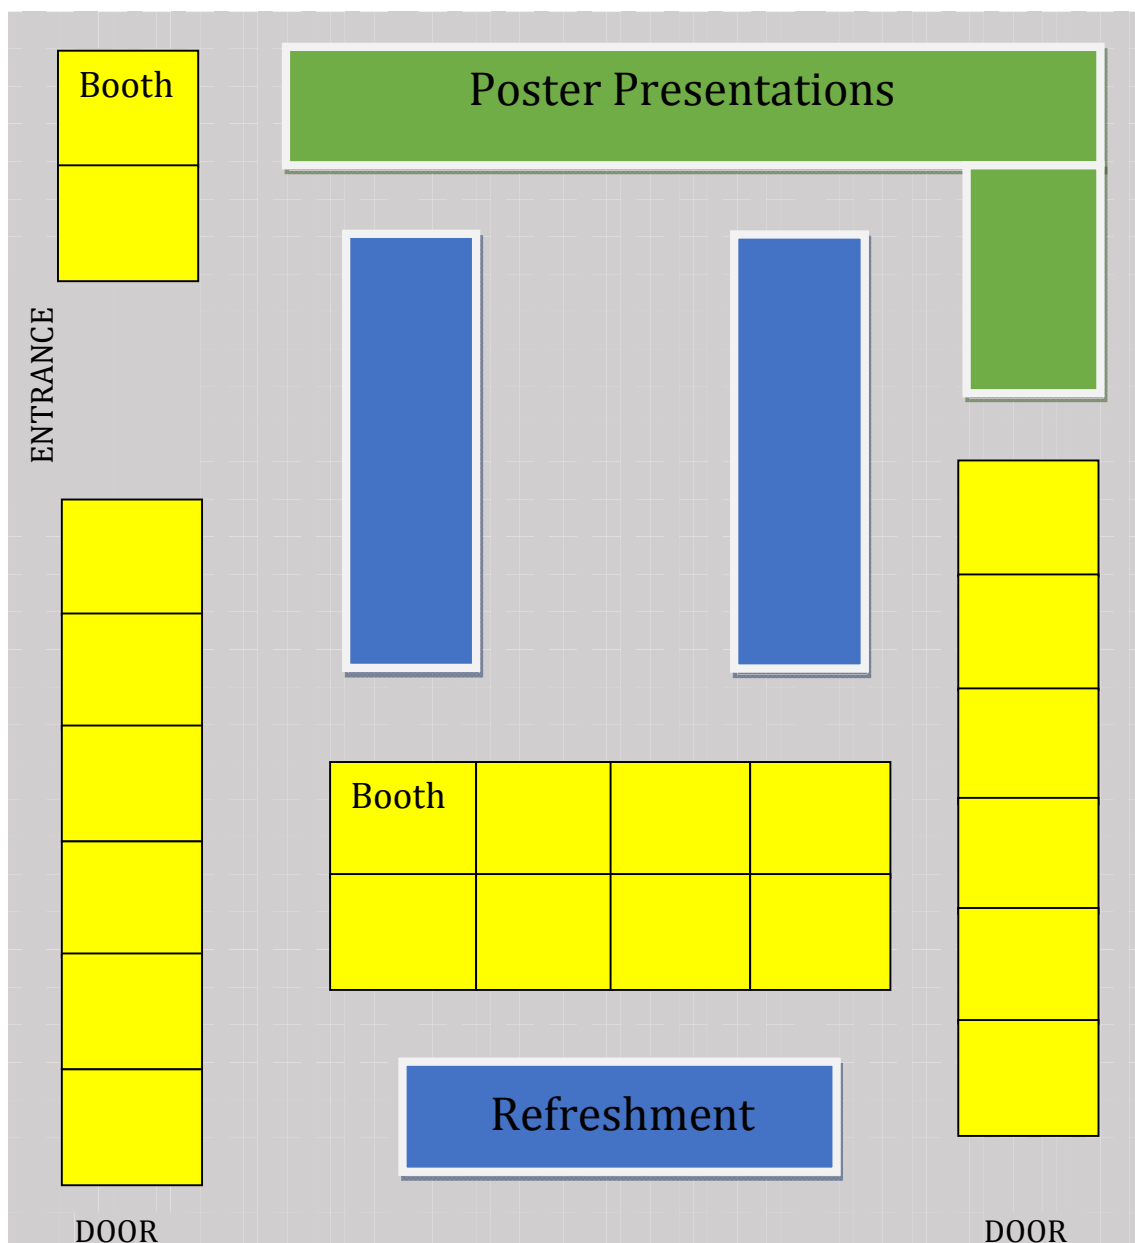 Booth
Poster Presentations
ENTRANCE
Booth
Refreshment
DOOR
DOOR